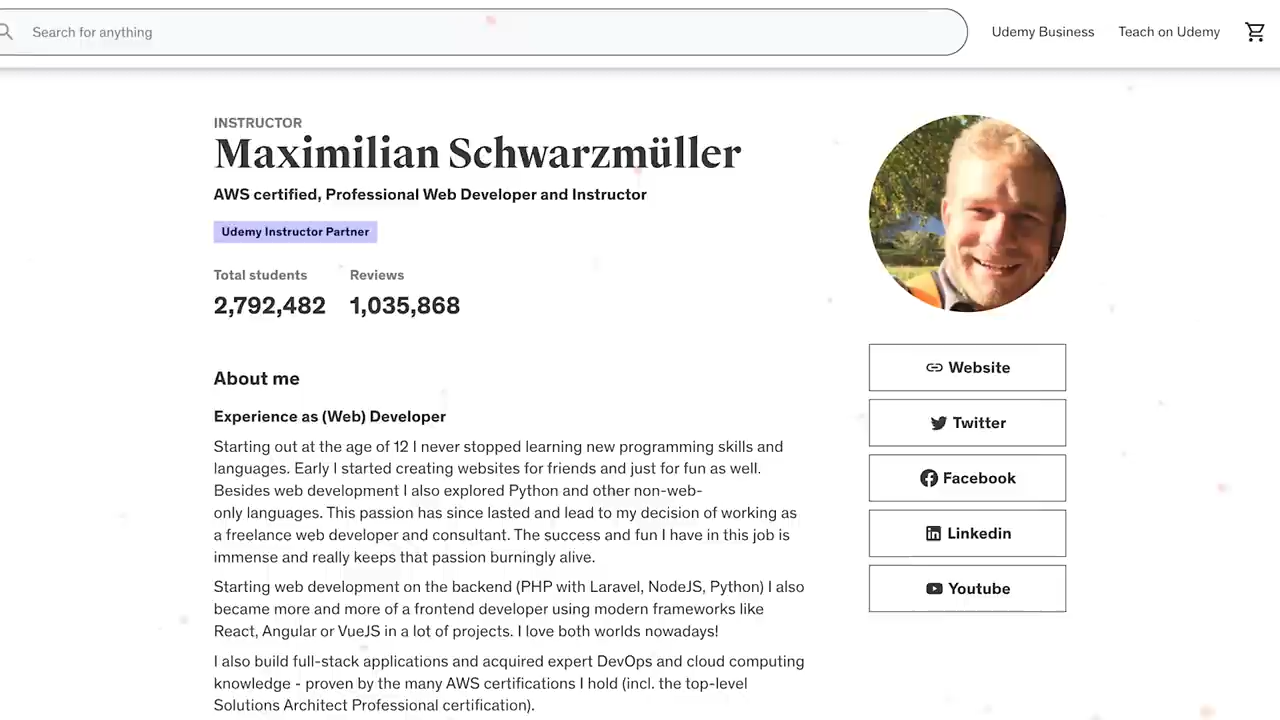 Search for anything
Udemy Business
Teach on Udemy
INSTRUCTOR
Maximilian Schwarzmüller
AWS certified, Professional Web Developer and Instructor
Udemy Instructor Partner
Total students
Reviews
2,792,482
1,035,868
About me
Experience as (Web) Developer
Starting out at the age of 12 I never stopped learning new programming skills and
languages. Early I started creating websites for friends and just for fun as well.
Besides web development I also explored Python and other non-web-
only languages. This passion has since lasted and lead to my decision of working as
a freelance web developer and consultant. The success and fun I have in this job is
immense and really keeps that passion burningly alive.
Starting web development on the backend (PHP with Laravel, NodeJS, Python) I also
became more and more of a frontend developer using modern frameworks like
React, Angular or VueJS in a lot of projects. I love both worlds nowadays!
I also build full-stack applications and acquired expert DevOps and cloud computing
knowledge - proven by the many AWS certifications I hold (incl. the top-level
Solutions Architect Professional certification).
Website
Twitter
Facebook
Linkedin
Youtube